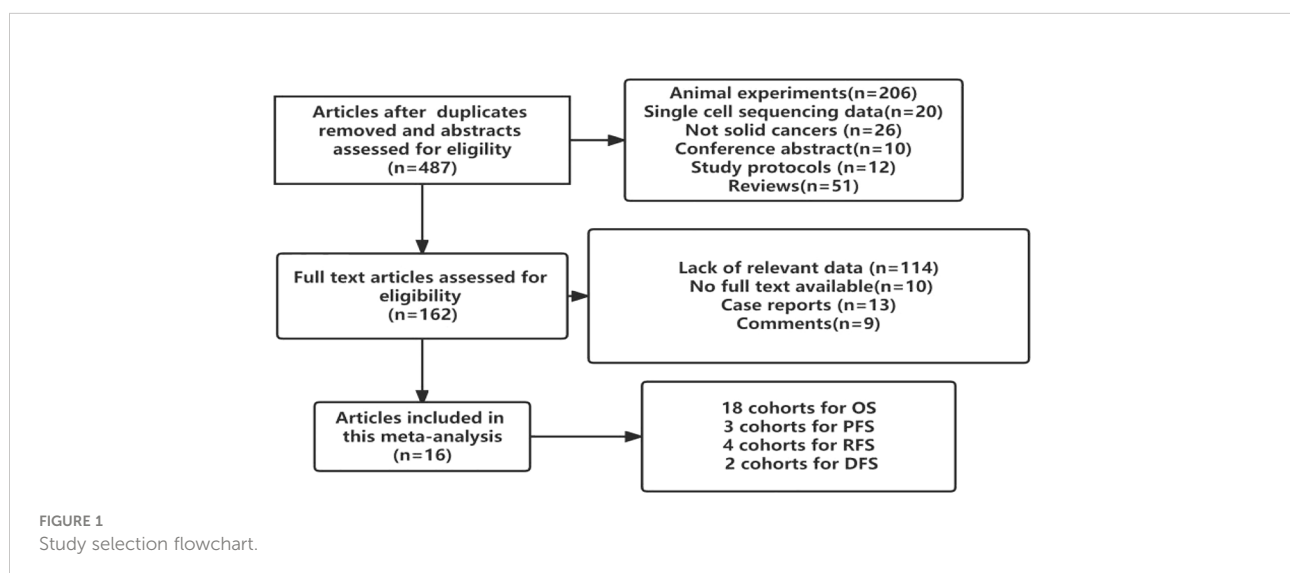 Articles after duplicates
removed and abstracts
assessed for eligility
(n=487)
Animal experiments(n=206)
Single cell sequencing data(n=20)
Not solid cancers (n=26)
Conference abstract(n=10)
Study protocols (n=12)
Reviews(n=51)
Full text articles assessed for
eligibility
(n=162)
Lack of relevant data (n=114)
No full text available(n=10)
Case reports (n=13)
Comments(n=9)
Articles included in
this meta-analysis
(n=16)
18 cohorts for OS
3 cohorts for PFS
4 cohorts for RFS
2 cohorts for DFS
FIGURE 1
Study selection flowchart.